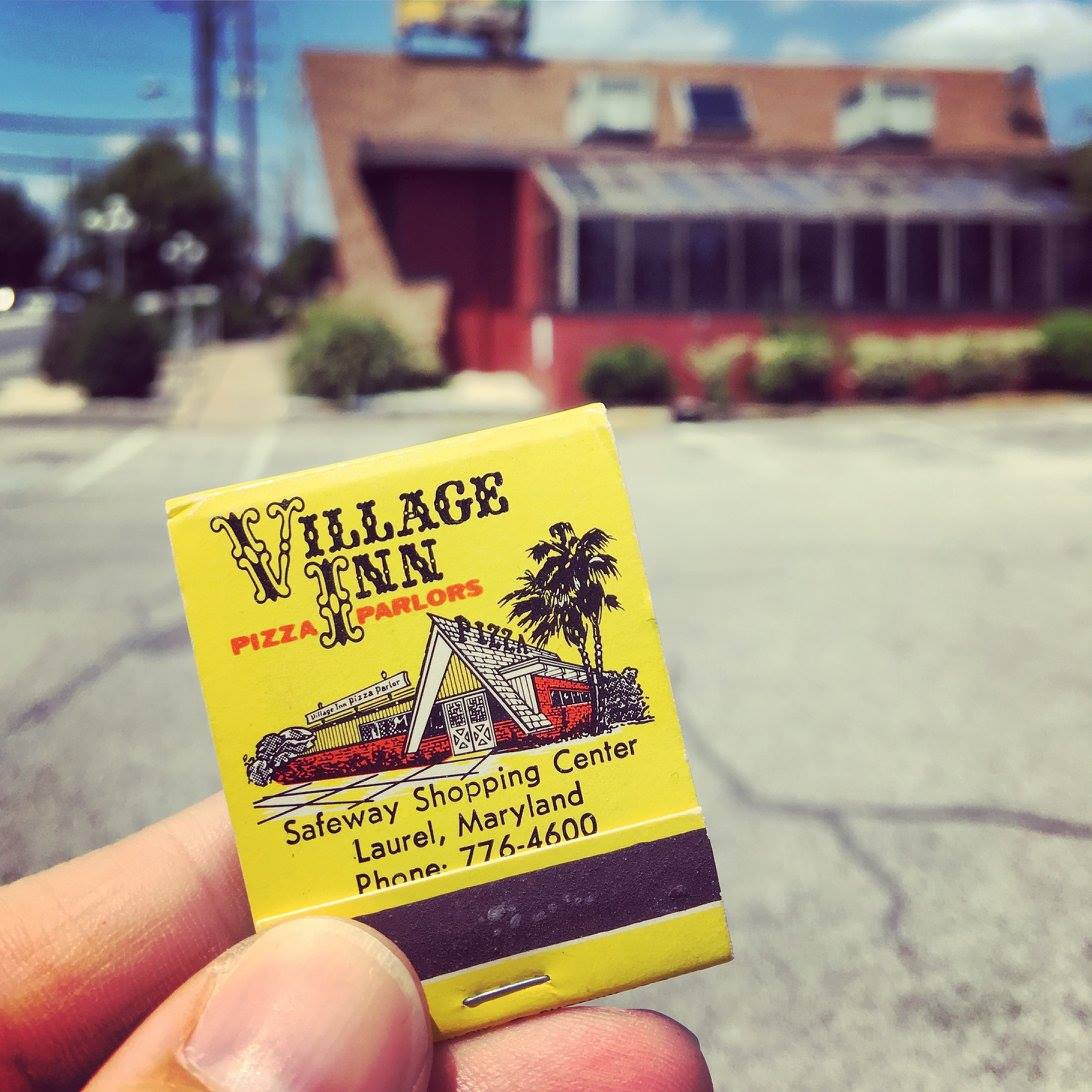 VILLAGE
INN
PIZZA PARLORS
PIZZA
Village Inn Pizza Parlor
Safeway Shopping Center
Laurel, Maryland
Phone: 776-4600